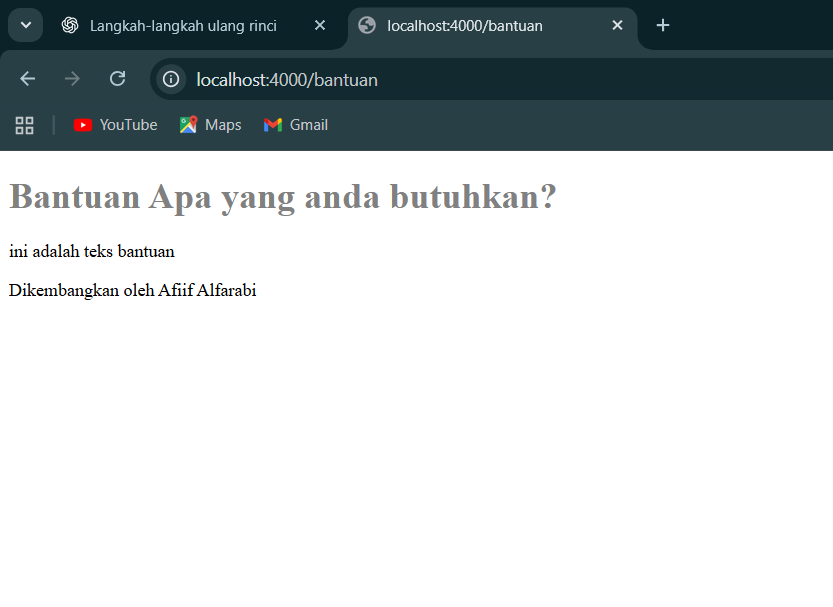 Langkah-langkah ulang rinci
localhost:4000/bantuan
localhost:4000/bantuan
YouTube
Maps
Gmail
Bantuan Apa yang anda butuhkan?
ini adalah teks bantuan
Dikembangkan oleh Afiif Alfarabi